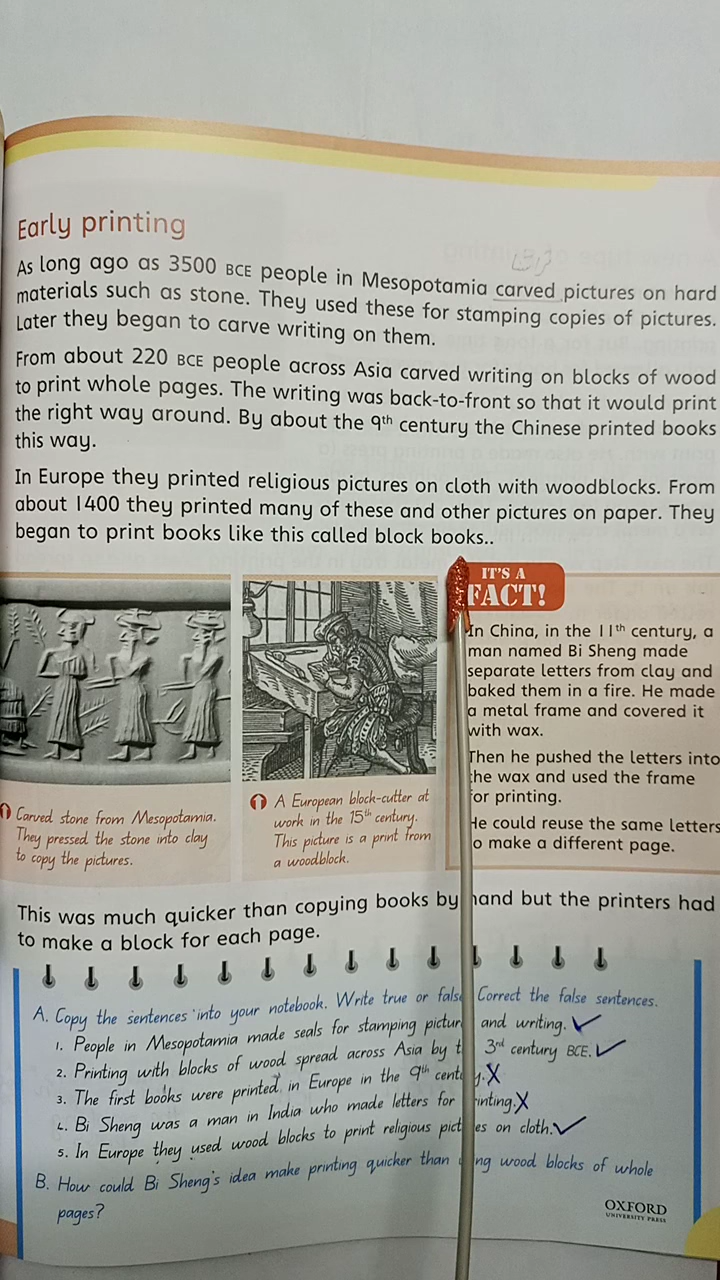 Early printing
As long ago as 3500 BCE people in Mesopotamia carved pictures on hard
materials such as stone. They used these for stamping copies of pictures.
Later they began to carve writing on them.
From about 220 BCE people across Asia carved writing on blocks of wood
to print whole pages. The writing was back-to-front so that it would print
the right way around. By about the 9th century the Chinese printed books
this way.
In Europe they printed religious pictures on cloth with woodblocks. From
about 1400 they printed many of these and other pictures on paper. They
began to print books like this called block books..
Carved stone from Mesopotamia.
They pressed the stone into clay
to copy the pictures.
A European block-cutter at
work in the 15th century.
This picture is a print from
a woodblock.
IT'S A
FACT!
In China, in the 11th century, a
man named Bi Sheng made
separate letters from clay and
baked them in a fire. He made
a metal frame and covered it
with wax.
Then he pushed the letters into
the wax and used the frame
for printing.
He could reuse the same letters
to make a different page.
This was much quicker than copying books by hand but the printers had
to make a block for each page.
A. Copy the sentences into your notebook. Write true or false Correct the false sentences.
1. People in Mesopotamia made seals for stamping pictur and writing.
2. Printing with blocks of wood spread across Asia by t 3rd century BCE.
3. The first books were printed in Europe in the 9th cent y.
4. Bi Sheng was a man in India who made letters for rinting.
5. In Europe they used wood blocks to print religious pict es on cloth.
B. How could Bi Sheng's idea make printing quicker than ng wood blocks of whole
pages?
OXFORD
UNIVERSITY PRESS